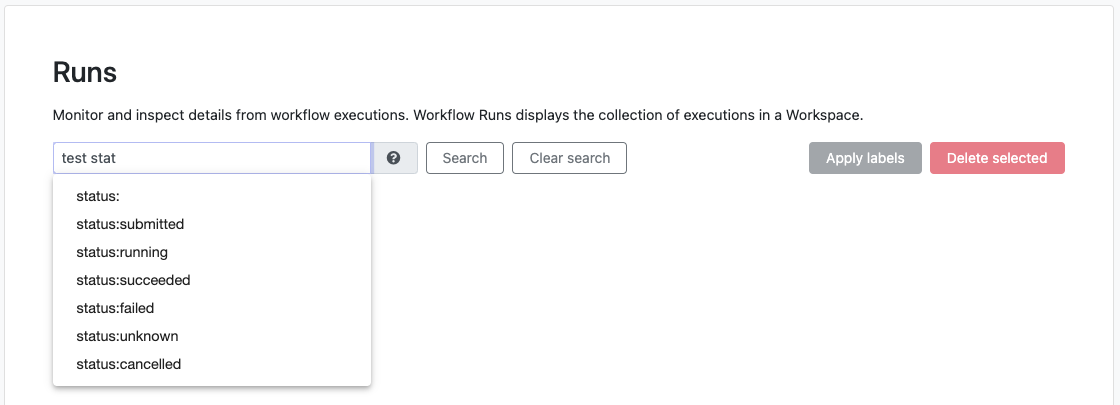 Runs
Monitor and inspect details from workflow executions. Workflow Runs displays the collection of executions in a Workspace.
test stat ? Search Clear search Apply labels Delete selected
status:
status:submitted
status:running
status:succeeded
status:failed
status:unknown
status:cancelled